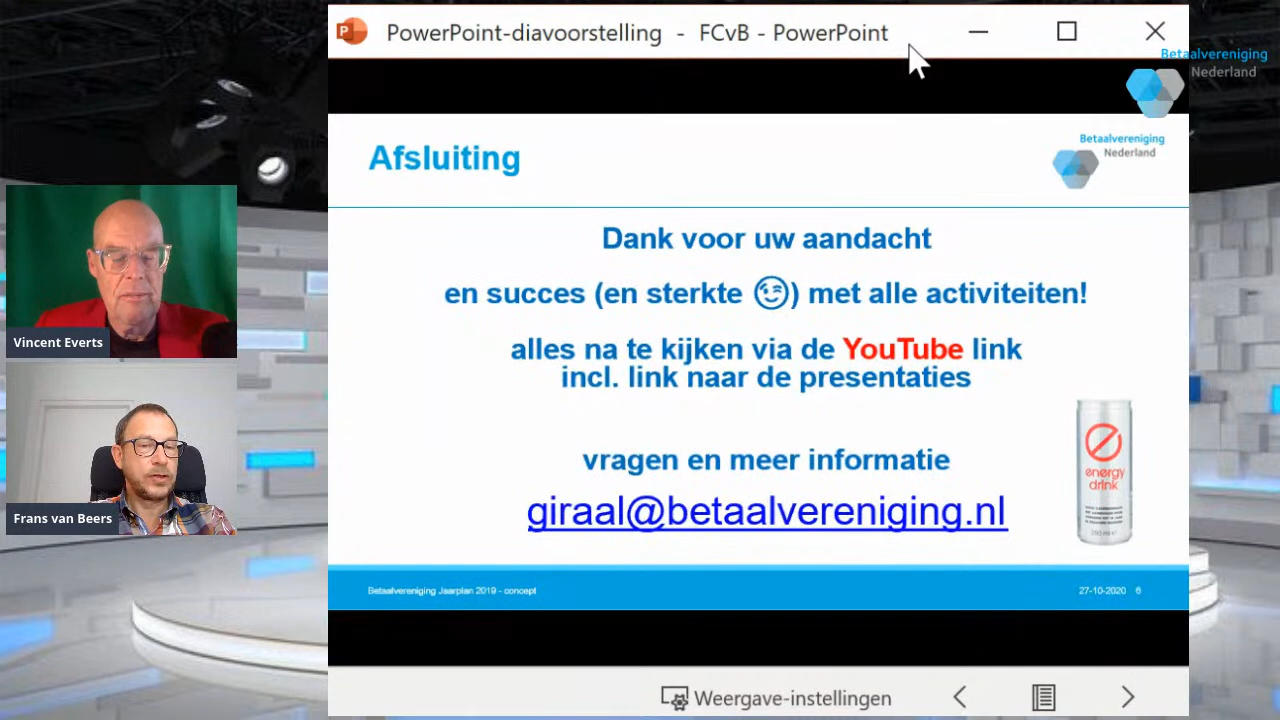 PowerPoint-diavoorstelling - FCvB - PowerPoint
Betaalvereniging
Nederland
Afsluiting
Betaalvereniging
Nederland
Dank voor uw aandacht
en succes (en sterkte 😉) met alle activiteiten!
alles na te kijken via de YouTube link
incl. link naar de presentaties
vragen en meer informatie
giraal@betaalvereniging.nl
energy
drink
Betaalvereniging Jaarplan 2019 - concept
27-10-2020 6
Weergave-instellingen
Vincent Everts
Frans van Beers